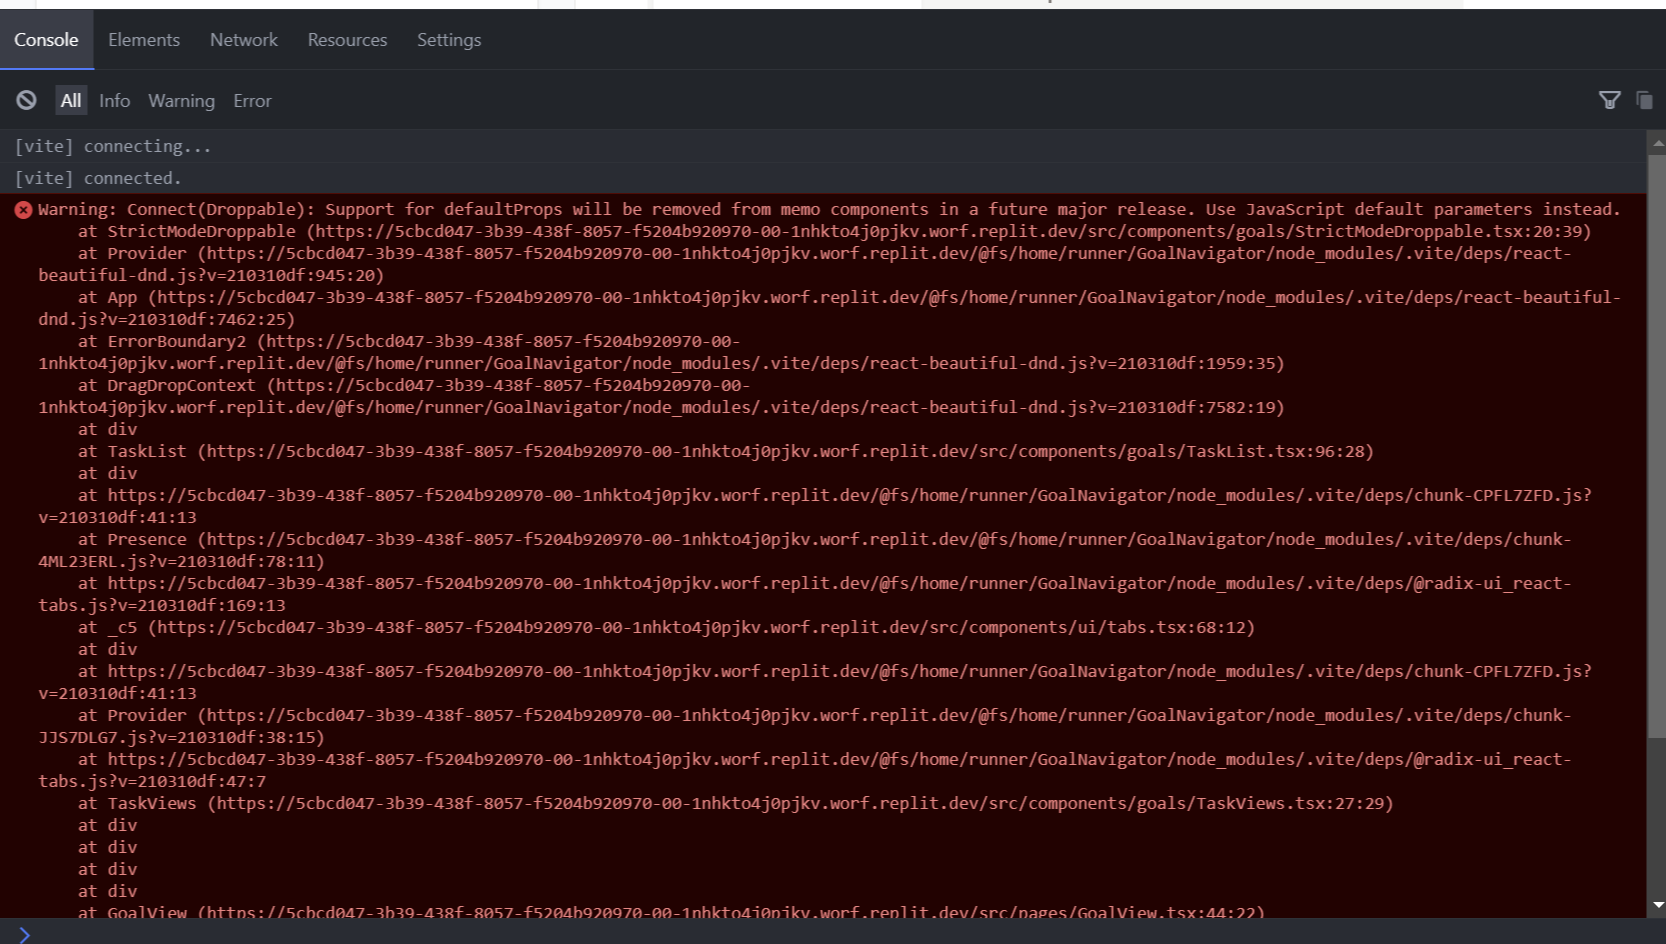 Console Elements Network Resources Settings
All Info Warning Error
[vite] connecting...
[vite] connected.
Warning: Connect(Droppable): Support for defaultProps will be removed from memo components in a future major release. Use JavaScript default parameters instead.
at StrictModeDroppable (https://5cbcd047-3b39-438f-8057-f5204b920970-00-1nhkto4j0pjkv.worf.replit.dev/src/components/goals/StrictModeDroppable.tsx:20:39)
at Provider (https://5cbcd047-3b39-438f-8057-f5204b920970-00-1nhkto4j0pjkv.worf.replit.dev/@fs/home/runner/GoalNavigator/node_modules/.vite/deps/react-
beautiful-dnd.js?v=210310df:945:20)
at App (https://5cbcd047-3b39-438f-8057-f5204b920970-00-1nhkto4j0pjkv.worf.replit.dev/@fs/home/runner/GoalNavigator/node_modules/.vite/deps/react-beautiful-
dnd.js?v=210310df:7462:25)
at ErrorBoundary2 (https://5cbcd047-3b39-438f-8057-f5204b920970-00-
1nhkto4j0pjkv.worf.replit.dev/@fs/home/runner/GoalNavigator/node_modules/.vite/deps/react-beautiful-dnd.js?v=210310df:1959:35)
at DragDropContext (https://5cbcd047-3b39-438f-8057-f5204b920970-00-
1nhkto4j0pjkv.worf.replit.dev/@fs/home/runner/GoalNavigator/node_modules/.vite/deps/react-beautiful-dnd.js?v=210310df:7582:19)
at div
at TaskList (https://5cbcd047-3b39-438f-8057-f5204b920970-00-1nhkto4j0pjkv.worf.replit.dev/src/components/goals/TaskList.tsx:96:28)
at div
at https://5cbcd047-3b39-438f-8057-f5204b920970-00-1nhkto4j0pjkv.worf.replit.dev/@fs/home/runner/GoalNavigator/node_modules/.vite/deps/chunk-CPFL7ZFD.js?
v=210310df:41:13
at Presence (https://5cbcd047-3b39-438f-8057-f5204b920970-00-1nhkto4j0pjkv.worf.replit.dev/@fs/home/runner/GoalNavigator/node_modules/.vite/deps/chunk-
4ML23ERL.js?v=210310df:78:11)
at https://5cbcd047-3b39-438f-8057-f5204b920970-00-1nhkto4j0pjkv.worf.replit.dev/@fs/home/runner/GoalNavigator/node_modules/.vite/deps/@radix-ui_react-
tabs.js?v=210310df:169:13
at _c5 (https://5cbcd047-3b39-438f-8057-f5204b920970-00-1nhkto4j0pjkv.worf.replit.dev/src/components/ui/tabs.tsx:68:12)
at div
at https://5cbcd047-3b39-438f-8057-f5204b920970-00-1nhkto4j0pjkv.worf.replit.dev/@fs/home/runner/GoalNavigator/node_modules/.vite/deps/chunk-CPFL7ZFD.js?
v=210310df:41:13
at Provider (https://5cbcd047-3b39-438f-8057-f5204b920970-00-1nhkto4j0pjkv.worf.replit.dev/@fs/home/runner/GoalNavigator/node_modules/.vite/deps/chunk-
JJS7DLG7.js?v=210310df:38:15)
at https://5cbcd047-3b39-438f-8057-f5204b920970-00-1nhkto4j0pjkv.worf.replit.dev/@fs/home/runner/GoalNavigator/node_modules/.vite/deps/@radix-ui_react-
tabs.js?v=210310df:47:7
at TaskViews (https://5cbcd047-3b39-438f-8057-f5204b920970-00-1nhkto4j0pjkv.worf.replit.dev/src/components/goals/TaskViews.tsx:27:29)
at div
at div
at div
at div
at GoalView (https://5cbcd047-3b39-438f-8057-f5204b920970-00-1nhkto4j0pjkv.worf.replit.dev/src/pages/GoalView.tsx:44:22)